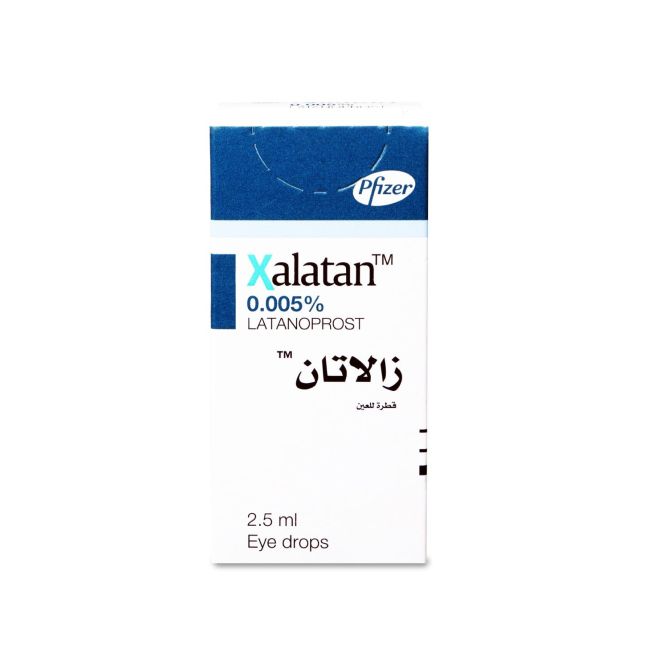 Pfizer
Xalatan™
0.005%
LATANOPROST
زالاتان™
قطرة للعين
2.5 ml
Eye drops